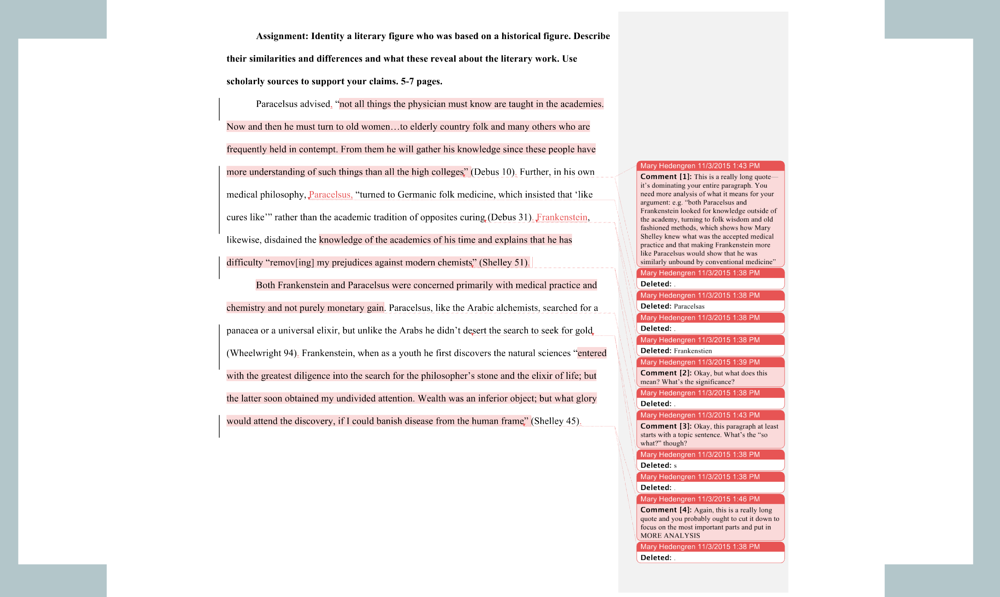 Assignment: Identity a literary figure who was based on a historical figure. Describe
their similarities and differences and what these reveal about the literary work. Use
scholarly sources to support your claims. 5-7 pages.
Paracelsus advised, “not all things the physician must know are taught in the academies.
Now and then he must turn to old women…to elderly country folk and many others who are
frequently held in contempt. From them he will gather his knowledge since these people have
more understanding of such things than all the high colleges” (Debus 10). Further, in his own
medical philosophy, Paracelsus, “turned to Germanic folk medicine, which insisted that ‘like
cures like’” rather than the academic tradition of opposites curing (Debus 31). Frankenstein,
likewise, disdained the knowledge of the academics of his time and explains that he has
difficulty “remov[ing] my prejudices against modern chemists” (Shelley 51).
Both Frankenstein and Paracelsus were concerned primarily with medical practice and
chemistry and not purely monetary gain. Paracelsus, like the Arabic alchemists, searched for a
panacea or a universal elixir, but unlike the Arabs he didn’t desert the search to seek for gold
(Wheelwright 94). Frankenstein, when as a youth he first discovers the natural sciences “entered
with the greatest diligence into the search for the philosopher’s stone and the elixir of life; but
the latter soon obtained my undivided attention. Wealth was an inferior object; but what glory
would attend the discovery, if I could banish disease from the human frame” (Shelley 45).
Mary Hedengren 11/3/2015 1:43 PM
Comment [1]: This is a really long quote—
it’s dominating your entire paragraph. You
need more analysis of what it means for your
argument: e.g. “both Paracelsus and
Frankenstein looked for knowledge outside of
the academy, turning to folk wisdom and old
fashioned methods, which shows how Mary
Shelley knew what was the accepted medical
practice and that making Frankenstein more
like Paracelsus would show that he was
similarly unbound by conventional medicine”
Mary Hedengren 11/3/2015 1:38 PM
Deleted: .
Mary Hedengren 11/3/2015 1:38 PM
Deleted: Paracelsas
Mary Hedengren 11/3/2015 1:38 PM
Deleted: .
Mary Hedengren 11/3/2015 1:38 PM
Deleted: Frankenstien
Mary Hedengren 11/3/2015 1:39 PM
Comment [2]: Okay, but what does this
mean? What’s the significance?
Mary Hedengren 11/3/2015 1:38 PM
Deleted: .
Mary Hedengren 11/3/2015 1:43 PM
Comment [3]: Okay, this paragraph at least
starts with a topic sentence. What’s the “so
what?” though?
Mary Hedengren 11/3/2015 1:38 PM
Deleted: s
Mary Hedengren 11/3/2015 1:38 PM
Deleted: .
Mary Hedengren 11/3/2015 1:46 PM
Comment [4]: Again, this is a really long
quote and you probably ought to cut it down to
focus on the most important parts and put in
MORE ANALYSIS
Mary Hedengren 11/3/2015 1:38 PM
Deleted: .